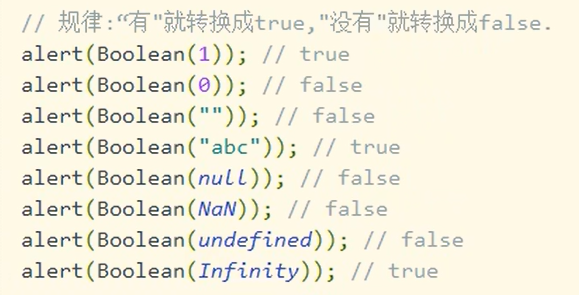 // 规律:“有"就转换成true,"没有"就转换成false.
alert(Boolean(1)); // true
alert(Boolean(0)); // false
alert(Boolean("")); // false
alert(Boolean("abc")); // true
alert(Boolean(null)); // false
alert(Boolean(NaN)); // false
alert(Boolean(undefined)); // false
alert(Boolean(Infinity)); // true